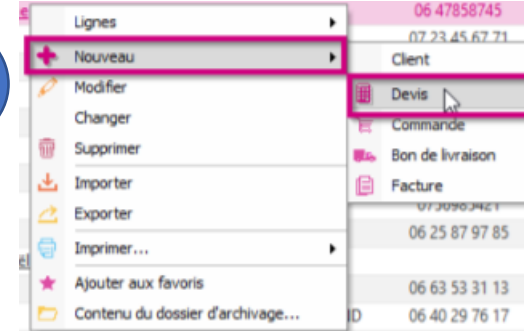 Lignes
Nouveau
Modifier
Changer
Supprimer
Importer
Exporter
Imprimer...
Ajouter aux favoris
Contenu du dossier d'archivage...
Client
Devis
Commande
Bon de livraison
Facture
06 47858745
07 23 45 67 71
0750985421
06 25 87 97 85
06 63 53 31 13
ID 06 40 29 76 17